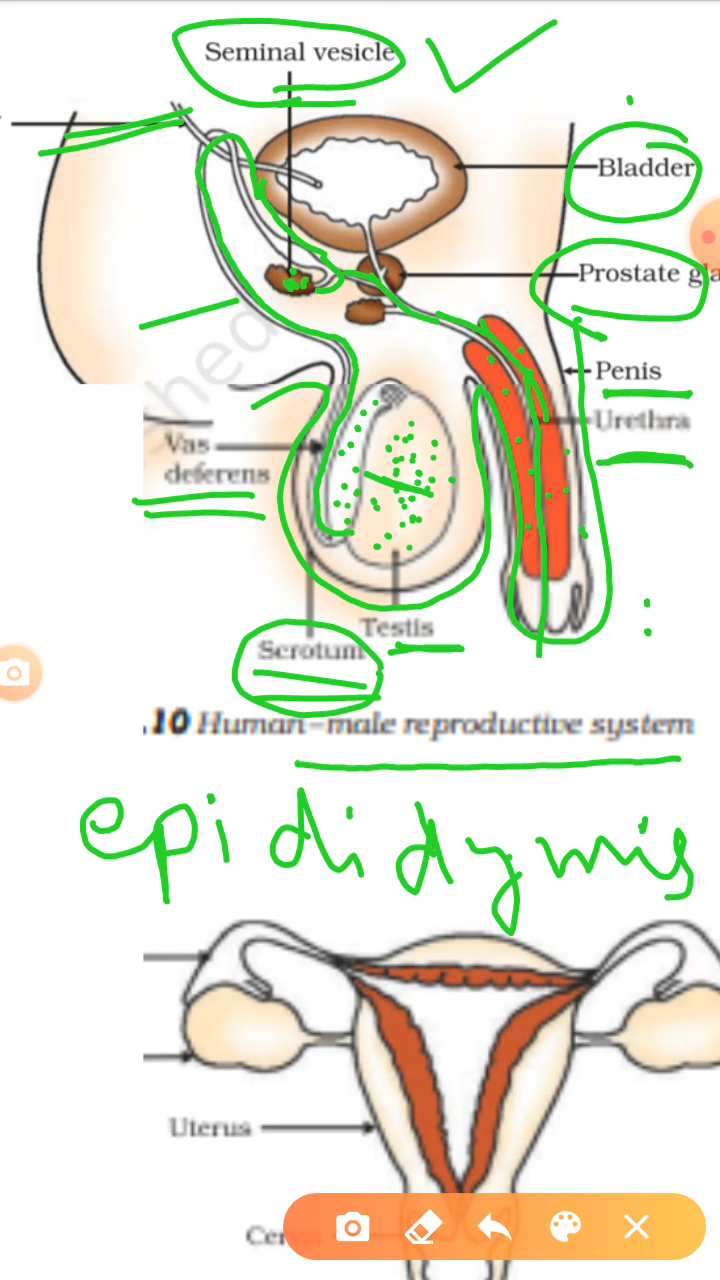 Seminal vesicle
Bladder
Prostate gla
Penis
Urethra
Vas
deferens
Testis
Scrotum
.10 Human-male reproductive system
epididymis
Uterus